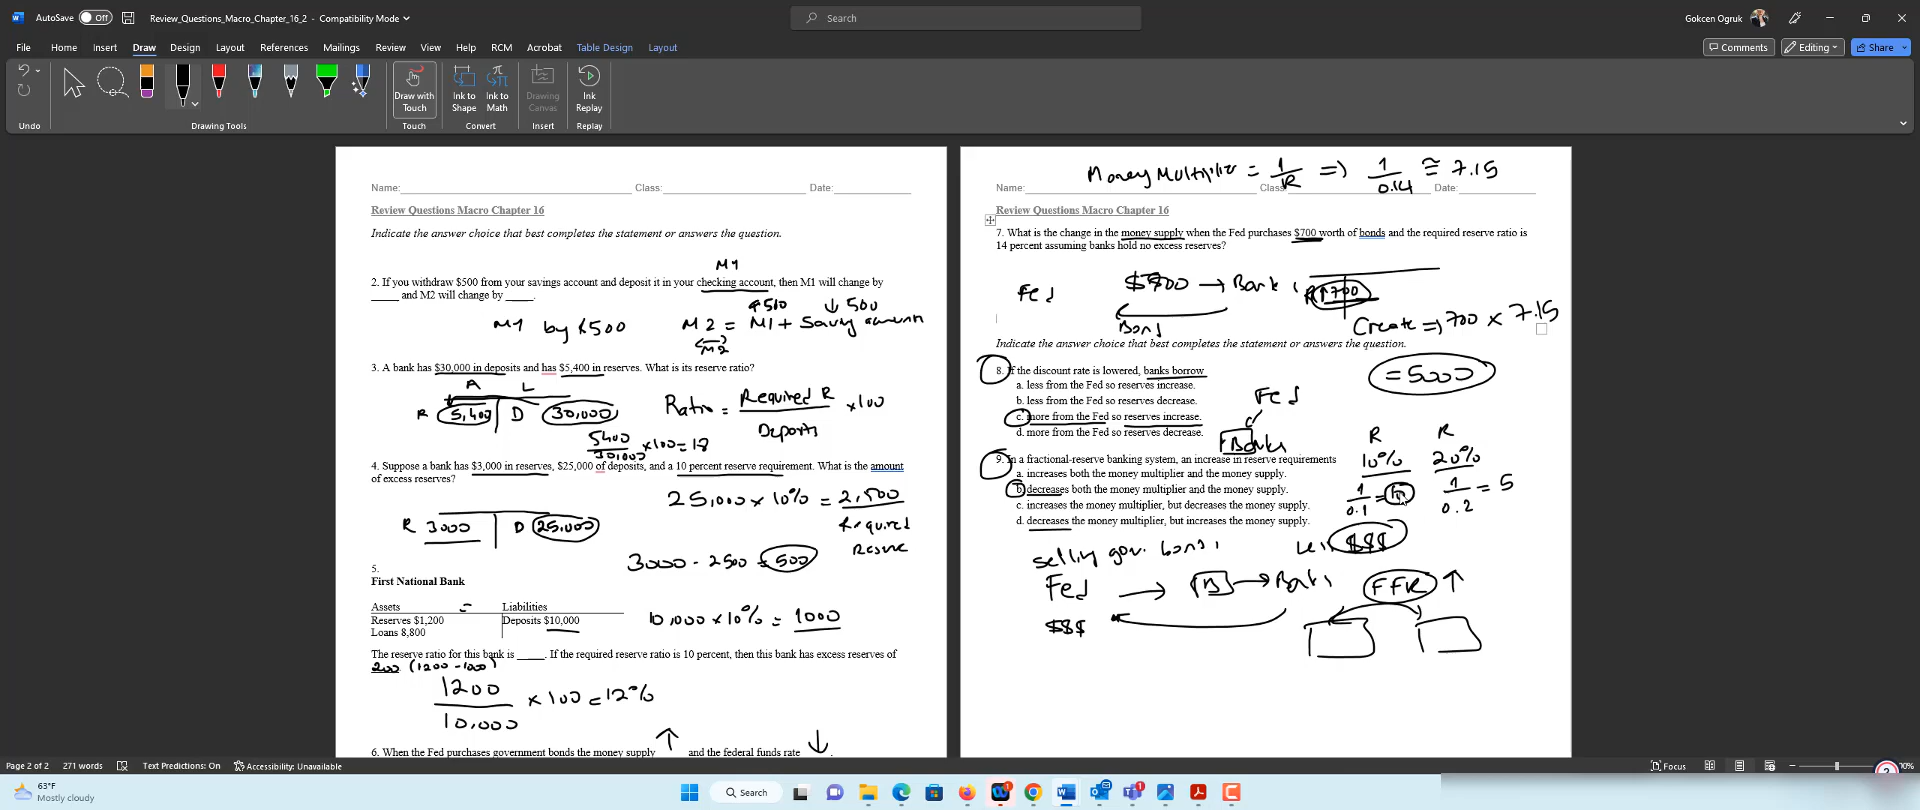 AutoSave Off Review_Questions_Macro_Chapter_16_2 - Compatibility Mode Search Gokcen Ogruk
File Home Insert Draw Design Layout References Mailings Review View Help RCM Acrobat Table Design Layout Comments Editing Share
Draw with Touch
Ink to Shape
Ink to Math
Drawing Canvas
Ink Replay
Undo Drawing Tools Touch Convert Insert Replay
Name: Class: Date:
Review Questions Macro Chapter 16
Indicate the answer choice that best completes the statement or answers the question.
M1
2. If you withdraw $500 from your savings account and deposit it in your checking account, then M1 will change by
_____ and M2 will change by _____.
↑500 ↓500
M1 by $500 M2 = M1 + Saving amount
M2
3. A bank has $30,000 in deposits and has $5,400 in reserves. What is its reserve ratio?
A L
R 5,400 D 30,000
Ratio = Required R / Deposits × 100
5400 / 30,000 × 100 = 18
4. Suppose a bank has $3,000 in reserves, $25,000 of deposits, and a 10 percent reserve requirement. What is the amount
of excess reserves?
25,000 × 10% = 2,500
Required
R 3000 D 25,000
3000 - 2500 = 500
5.
First National Bank
Assets Liabilities
Reserves $1,200 Deposits $10,000
Loans 8,800
10,000 × 10% = 1000
The reserve ratio for this bank is _____. If the required reserve ratio is 10 percent, then this bank has excess reserves of
200 (1200 - 1000)
1200 / 10,000 × 100 = 12%
6. When the Fed purchases government bonds the money supply ↑ and the federal funds rate ↓.
Money Multiplier = 1/R => 1/0.14 ≅ 7.15
Name: Class: Date:
Review Questions Macro Chapter 16
7. What is the change in the money supply when the Fed purchases $700 worth of bonds and the required reserve ratio is
14 percent assuming banks hold no excess reserves?
Fed $700 → Bank R ↑700
Bond
Create => 700 × 7.15
= 5000
Indicate the answer choice that best completes the statement or answers the question.
8. If the discount rate is lowered, banks borrow
a. less from the Fed so reserves increase.
b. less from the Fed so reserves decrease.
c. more from the Fed so reserves increase.
d. more from the Fed so reserves decrease.
Fed
Banks
9. In a fractional-reserve banking system, an increase in reserve requirements
a. increases both the money multiplier and the money supply.
b. decreases both the money multiplier and the money supply.
c. increases the money multiplier, but decreases the money supply.
d. decreases the money multiplier, but increases the money supply.
R R
10% 20%
1/0.1 = 10 1/0.2 = 5
selling gov. bonds Less $$$
Fed → B → Banks FFR ↑
$$$
Page 2 of 2 271 words Text Predictions: On Accessibility: Unavailable Focus
63°F
Mostly cloudy
Search